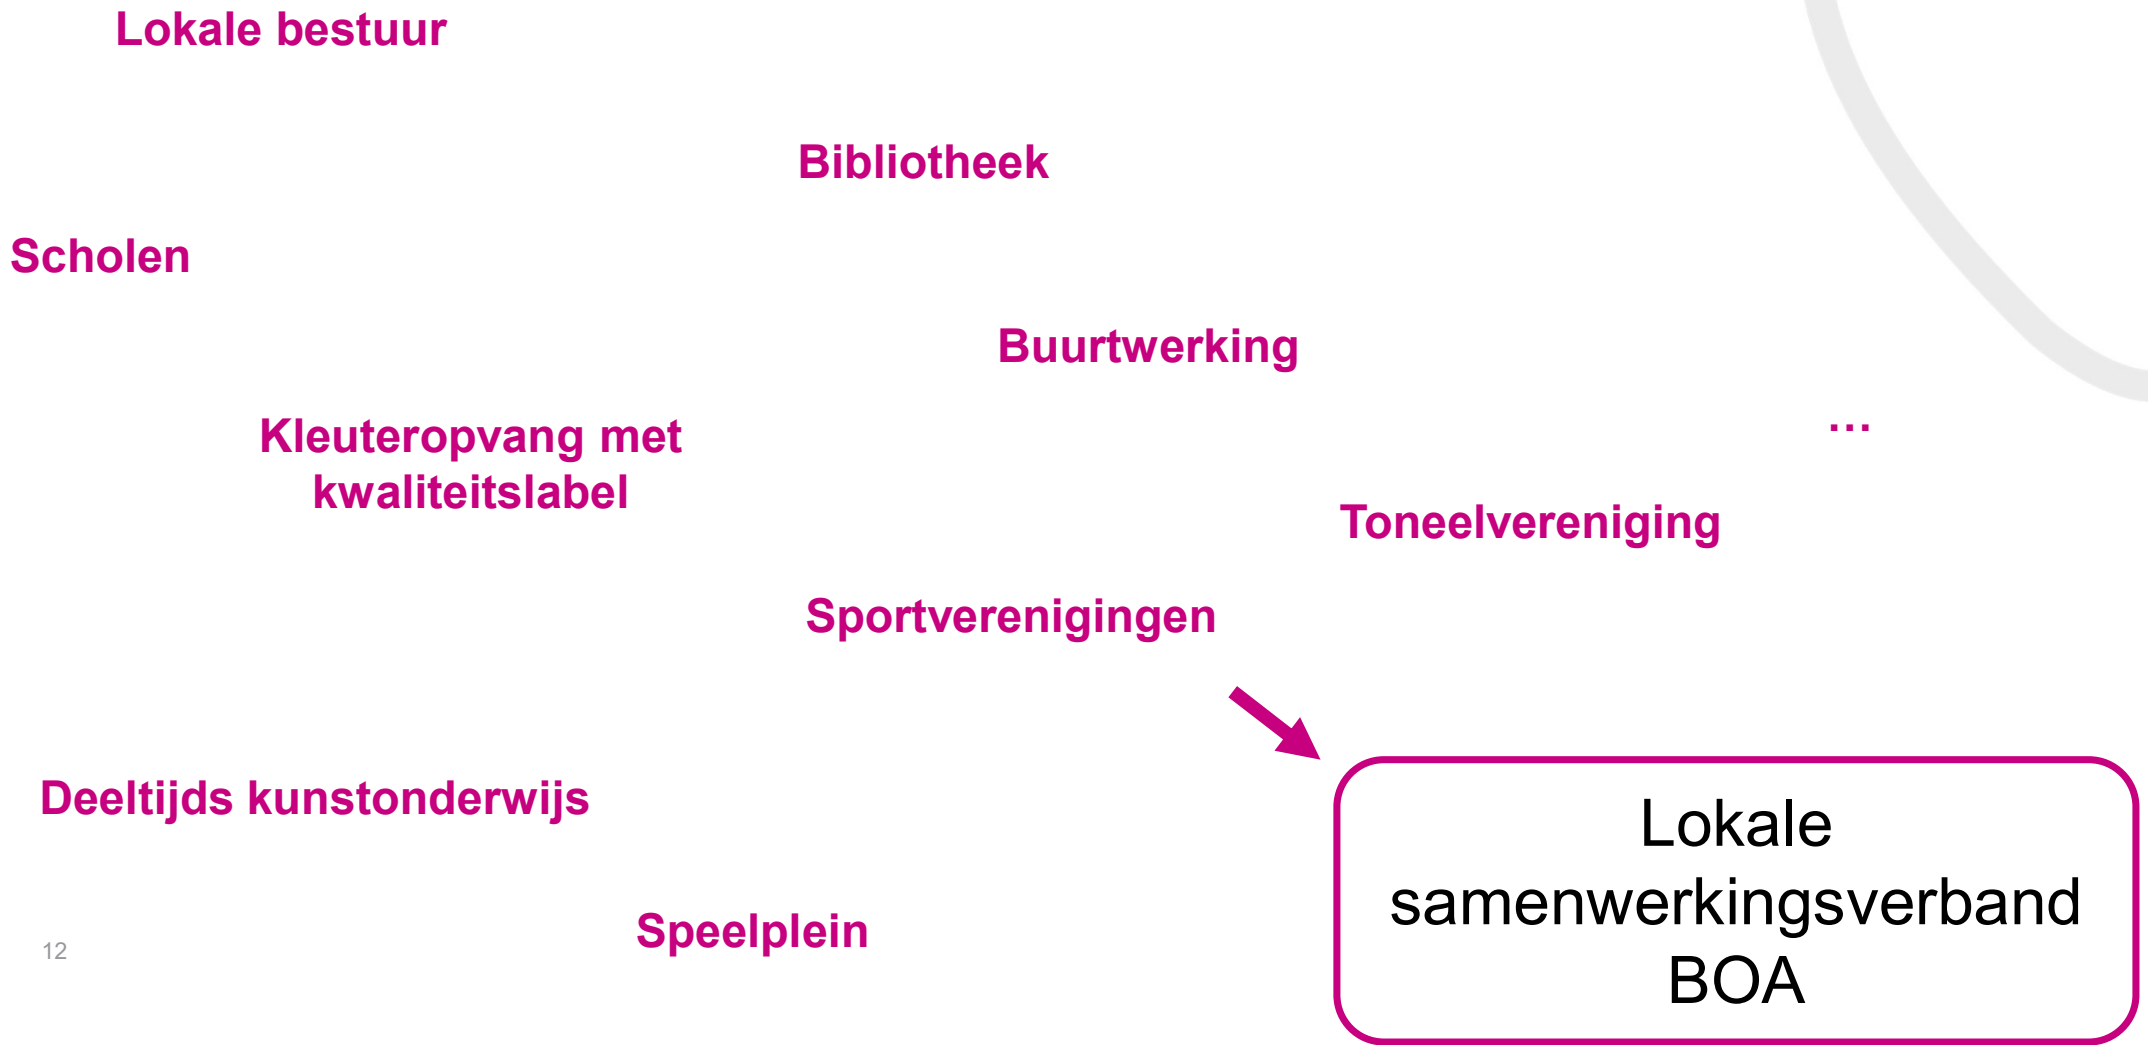 Lokale bestuur
Bibliotheek
Scholen
Buurtwerking
Kleuteropvang met
kwaliteitslabel
…
Toneelvereniging
Sportverenigingen
Deeltijds kunstonderwijs
Speelplein
Lokale
samenwerkingsverband
BOA
12